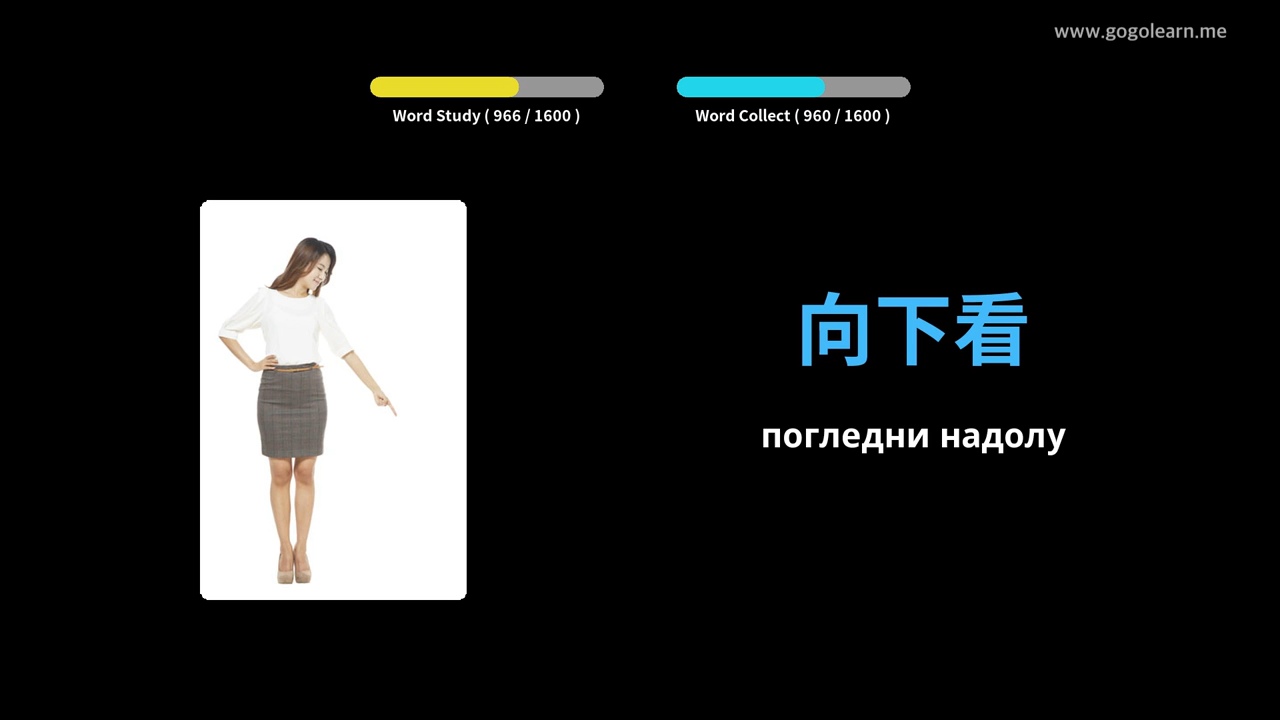 www.gogolearn.me
Word Study ( 966 / 1600 )
Word Collect ( 960 / 1600 )
向下看
погледни надолу